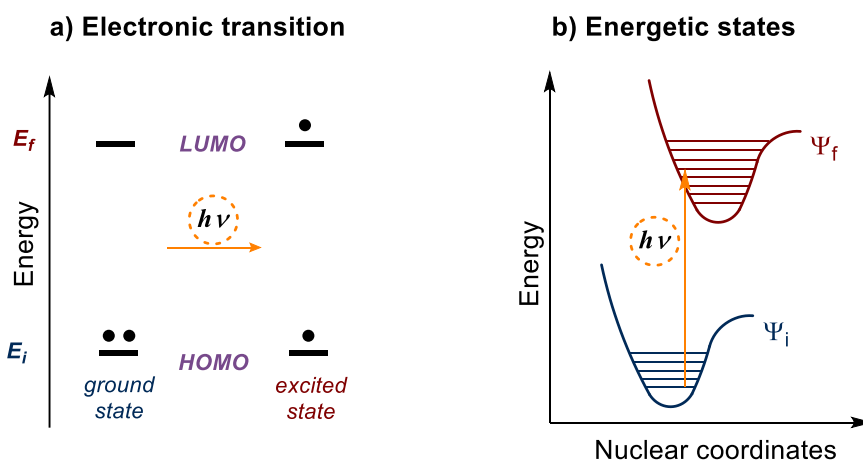 a) Electronic transition
E_f
LUMO
hν
Energy
E_i
HOMO
ground
state
excited
state
b) Energetic states
Ψ_f
hν
Energy
Ψ_i
Nuclear coordinates